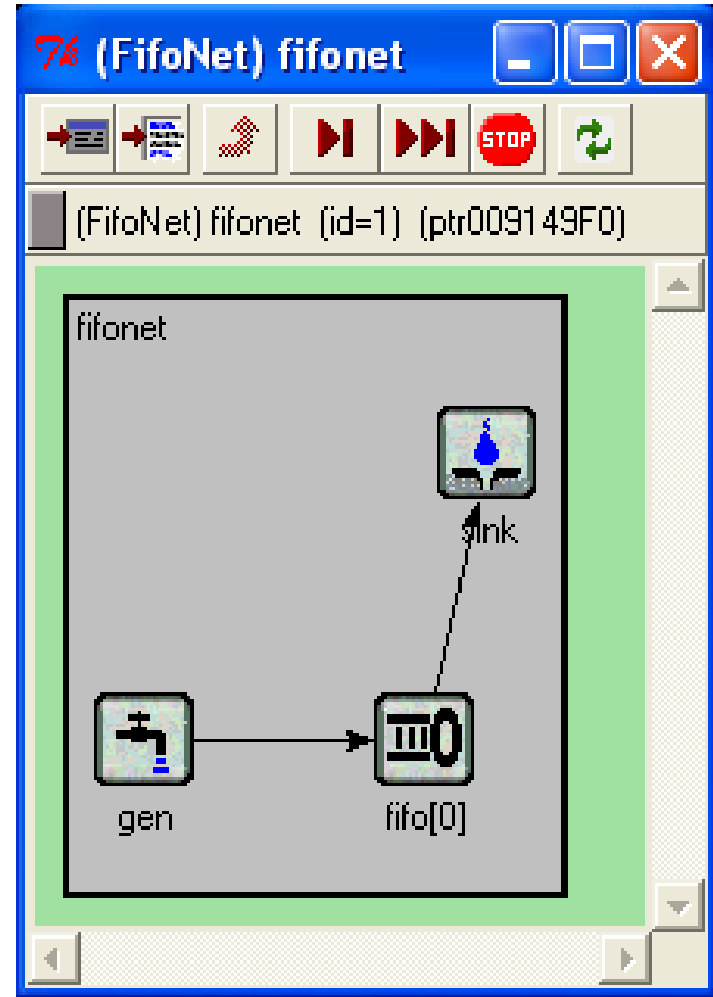 (FifoNet) fifonet
STOP
(FifoNet) fifonet (id=1) (ptr009149F0)
fifonet
sink
gen
fifo[0]